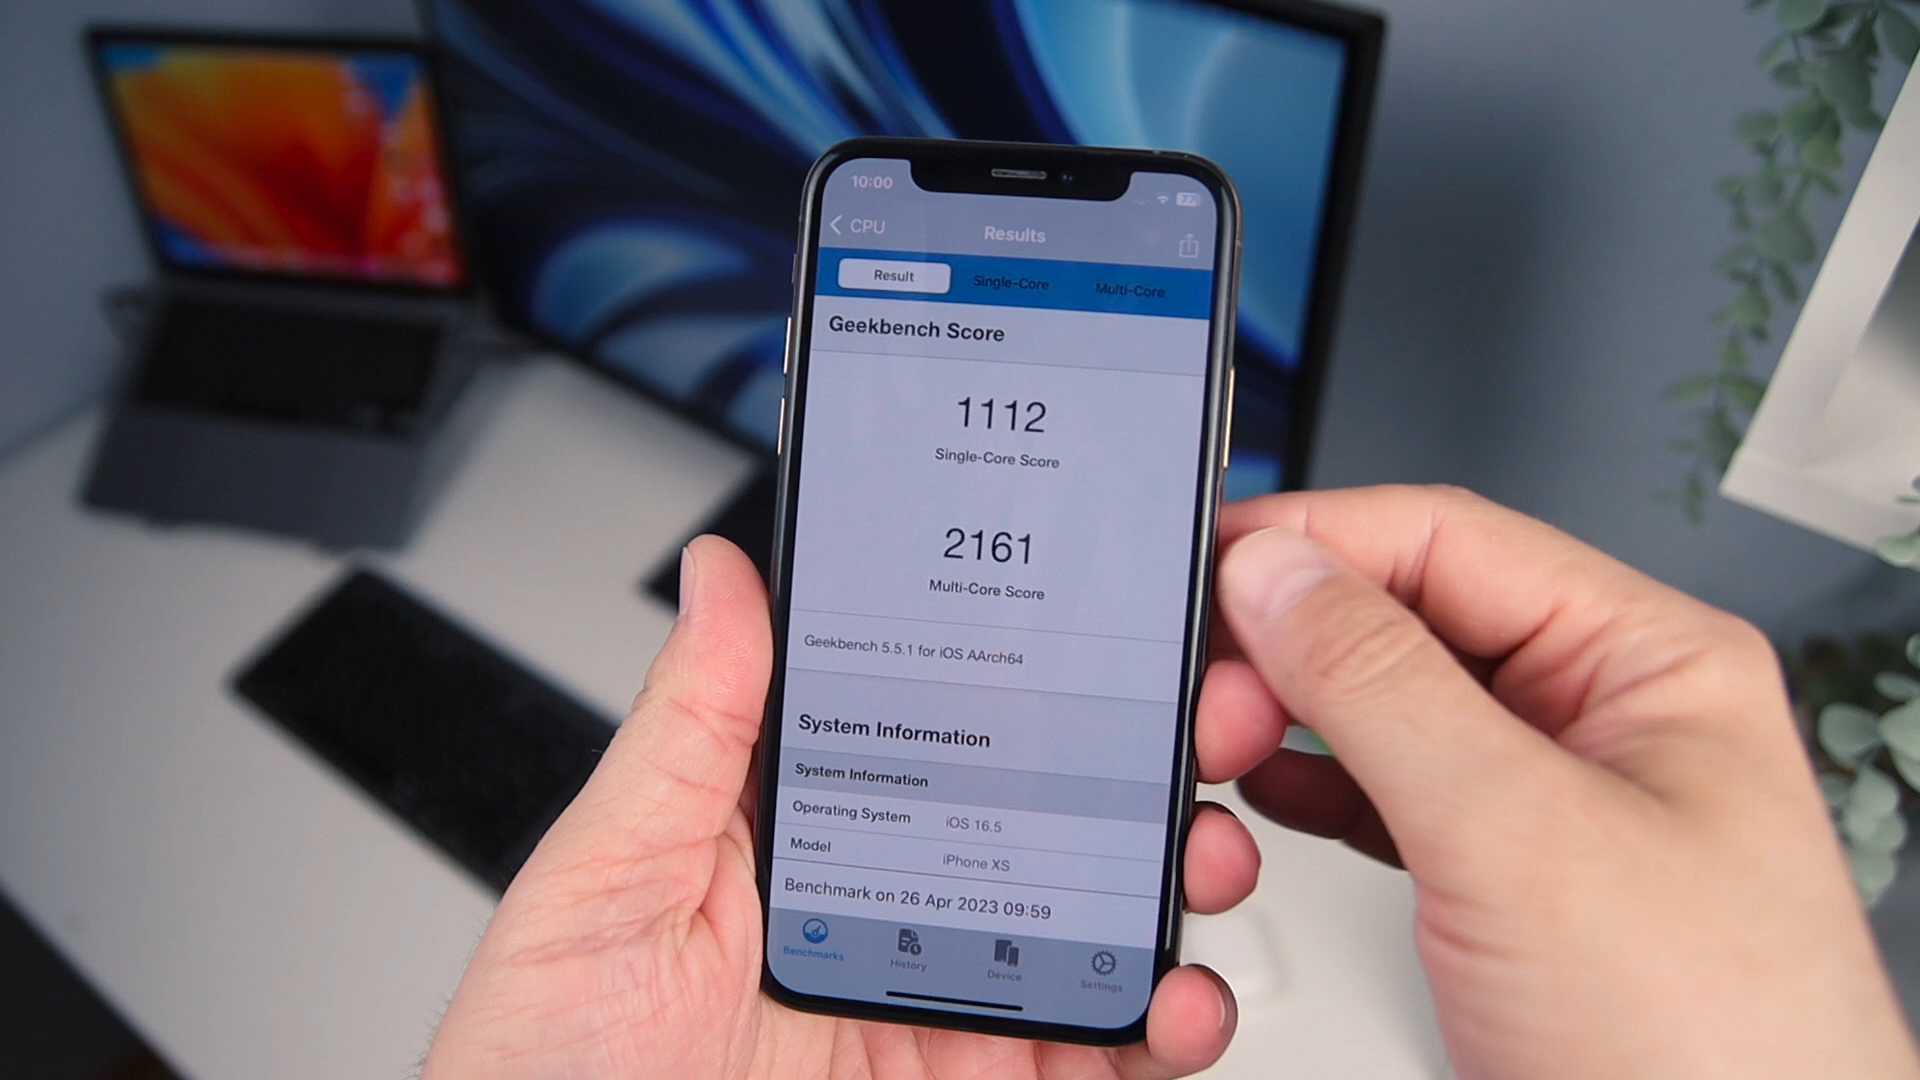 10:00
77
CPU
Results
Result
Single-Core
Multi-Core
Geekbench Score
1112
Single-Core Score
2161
Multi-Core Score
Geekbench 5.5.1 for iOS AArch64
System Information
System Information
Operating System iOS 16.5
Model iPhone XS
Benchmark on 26 Apr 2023 09:59
Benchmarks
History
Device
Settings